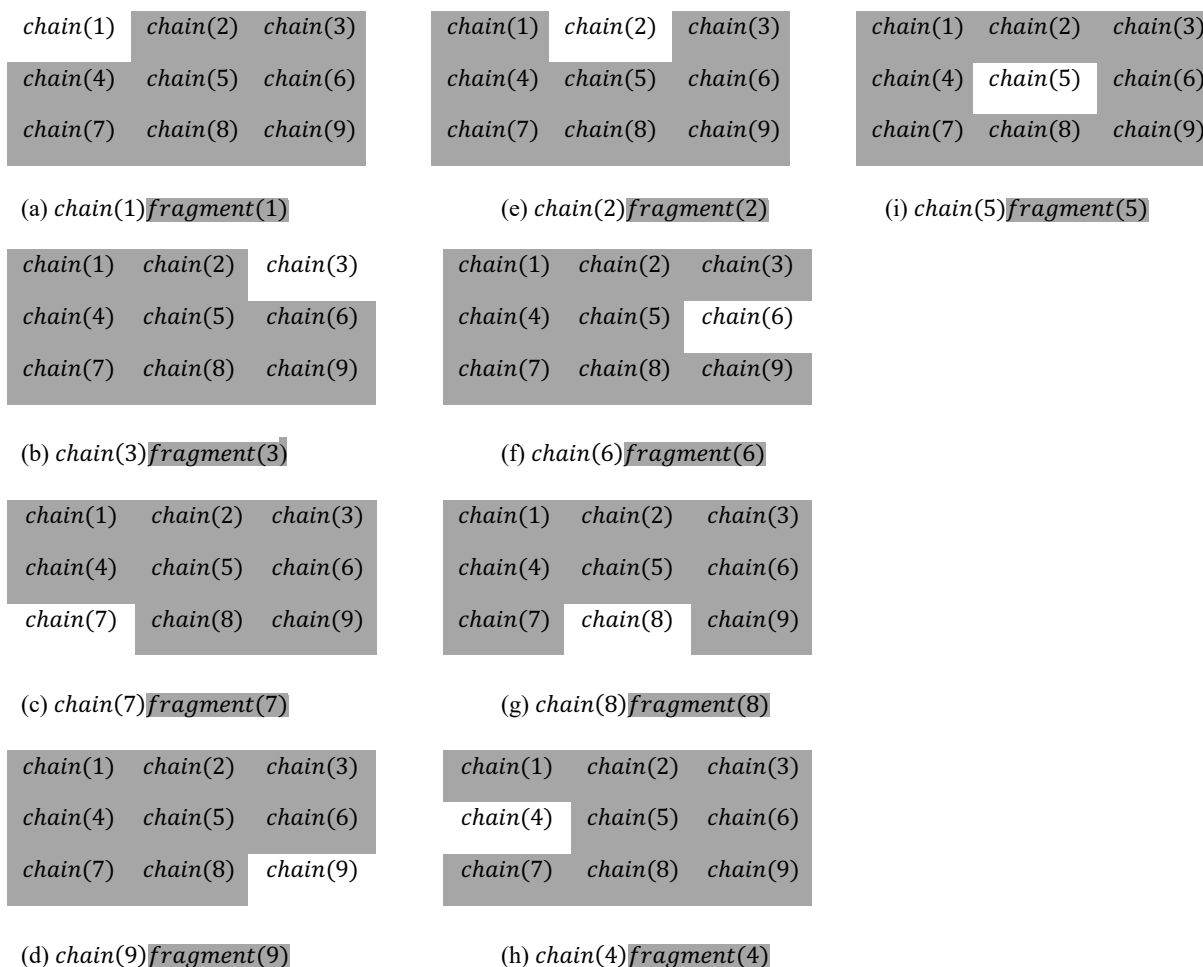 chain(1) chain(2) chain(3)
chain(4) chain(5) chain(6)
chain(7) chain(8) chain(9)
(a) chain(1)fragment(1)
chain(1) chain(2) chain(3)
chain(4) chain(5) chain(6)
chain(7) chain(8) chain(9)
(e) chain(2)fragment(2)
chain(1) chain(2) chain(3)
chain(4) chain(5) chain(6)
chain(7) chain(8) chain(9)
(i) chain(5)fragment(5)
chain(1) chain(2) chain(3)
chain(4) chain(5) chain(6)
chain(7) chain(8) chain(9)
(b) chain(3)fragment(3)
chain(1) chain(2) chain(3)
chain(4) chain(5) chain(6)
chain(7) chain(8) chain(9)
(f) chain(6)fragment(6)
chain(1) chain(2) chain(3)
chain(4) chain(5) chain(6)
chain(7) chain(8) chain(9)
(c) chain(7)fragment(7)
chain(1) chain(2) chain(3)
chain(4) chain(5) chain(6)
chain(7) chain(8) chain(9)
(g) chain(8)fragment(8)
chain(1) chain(2) chain(3)
chain(4) chain(5) chain(6)
chain(7) chain(8) chain(9)
(d) chain(9)fragment(9)
chain(1) chain(2) chain(3)
chain(4) chain(5) chain(6)
chain(7) chain(8) chain(9)
(h) chain(4)fragment(4)